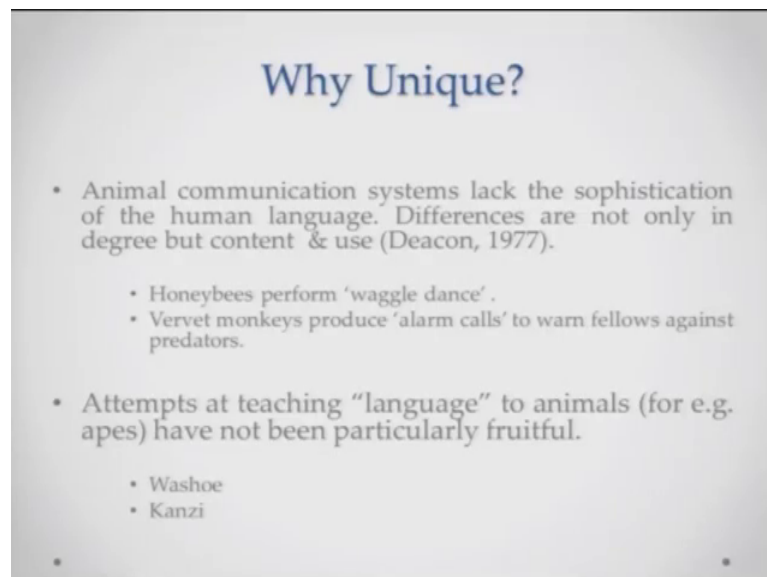 Why Unique?
• Animal communication systems lack the sophistication
of the human language. Differences are not only in
degree but content & use (Deacon, 1977).
• Honeybees perform 'waggle dance'.
• Vervet monkeys produce 'alarm calls' to warn fellows against
predators.
• Attempts at teaching "language" to animals (for e.g.
apes) have not been particularly fruitful.
• Washoe
• Kanzi